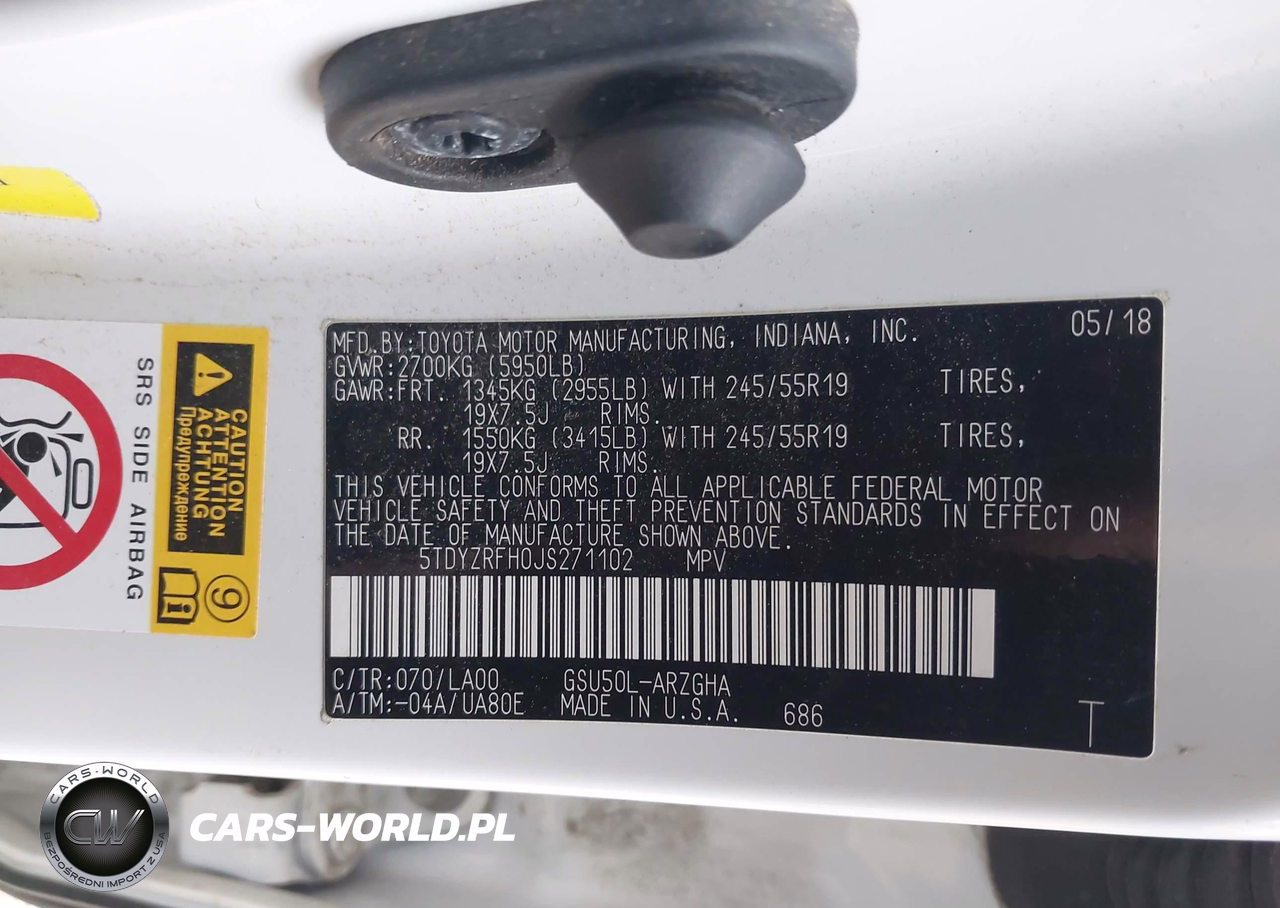 MFD.BY:TOYOTA MOTOR MANUFACTURING, INDIANA, INC. 05/18
GVWR:2700KG (5950LB)
GAWR:FRT. 1345KG (2955LB) WITH 245/55R19 TIRES,
19X7.5J RIMS.
RR. 1550KG (3415LB) WITH 245/55R19 TIRES,
19X7.5J RIMS.
THIS VEHICLE CONFORMS TO ALL APPLICABLE FEDERAL MOTOR
VEHICLE SAFETY AND THEFT PREVENTION STANDARDS IN EFFECT ON
THE DATE OF MANUFACTURE SHOWN ABOVE.
5TDYZRFH0JS271102 MPV
C/TR:070/LA00 GSU50L-ARZGHA
A/TM:-04A/UA80E MADE IN U.S.A. 686
T
CAUTION
ATTENTION
ACHTUNG
Предупреждение
9
SRS SIDE AIRBAG
CARS-WORLD
CW
BEZPOŚREDNI IMPORT Z USA
CARS-WORLD.PL